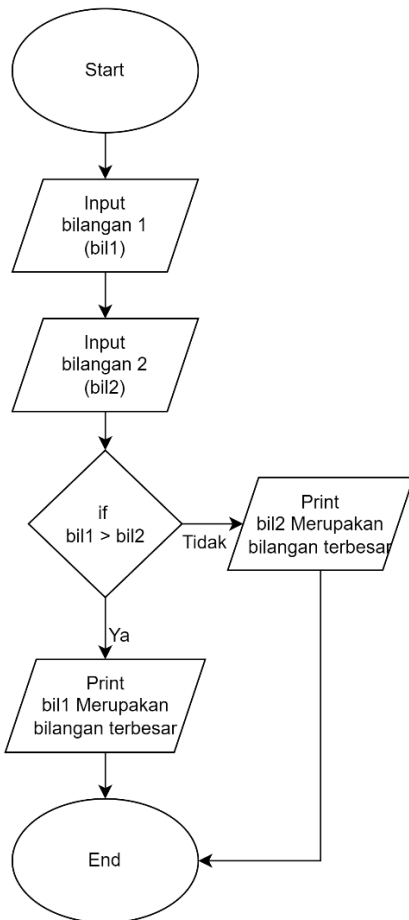 Start
Input
bilangan 1
(bil1)
Input
bilangan 2
(bil2)
if
bil1 > bil2
Tidak
Print
bil2 Merupakan
bilangan terbesar
Ya
Print
bil1 Merupakan
bilangan terbesar
End